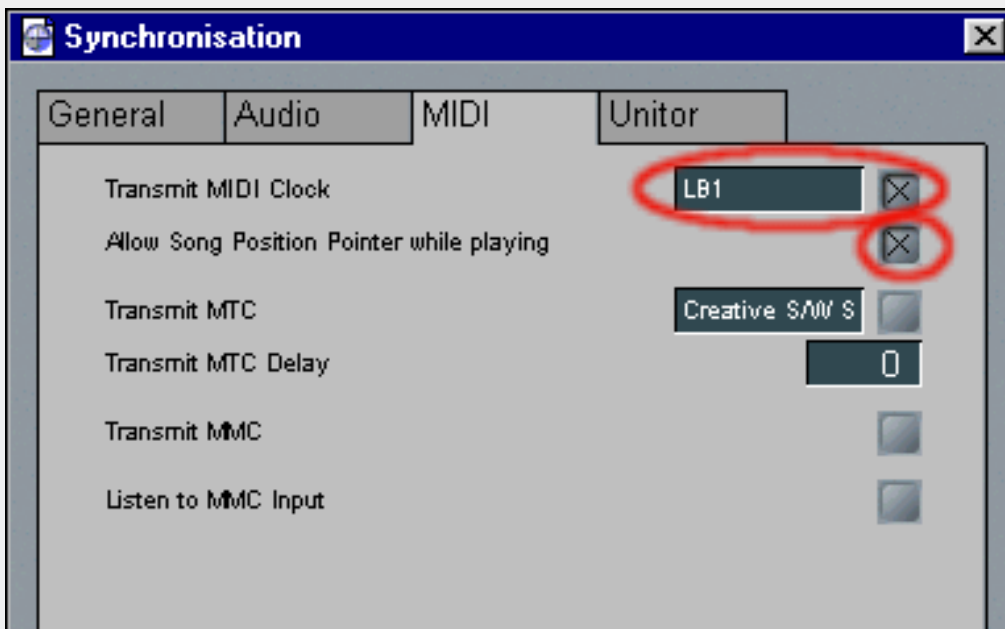 Synchronisation
General Audio MIDI Unitor
Transmit MIDI Clock LB1
Allow Song Position Pointer while playing
Transmit MTC Creative S/W S
Transmit MTC Delay 0
Transmit MMC
Listen to MMC Input